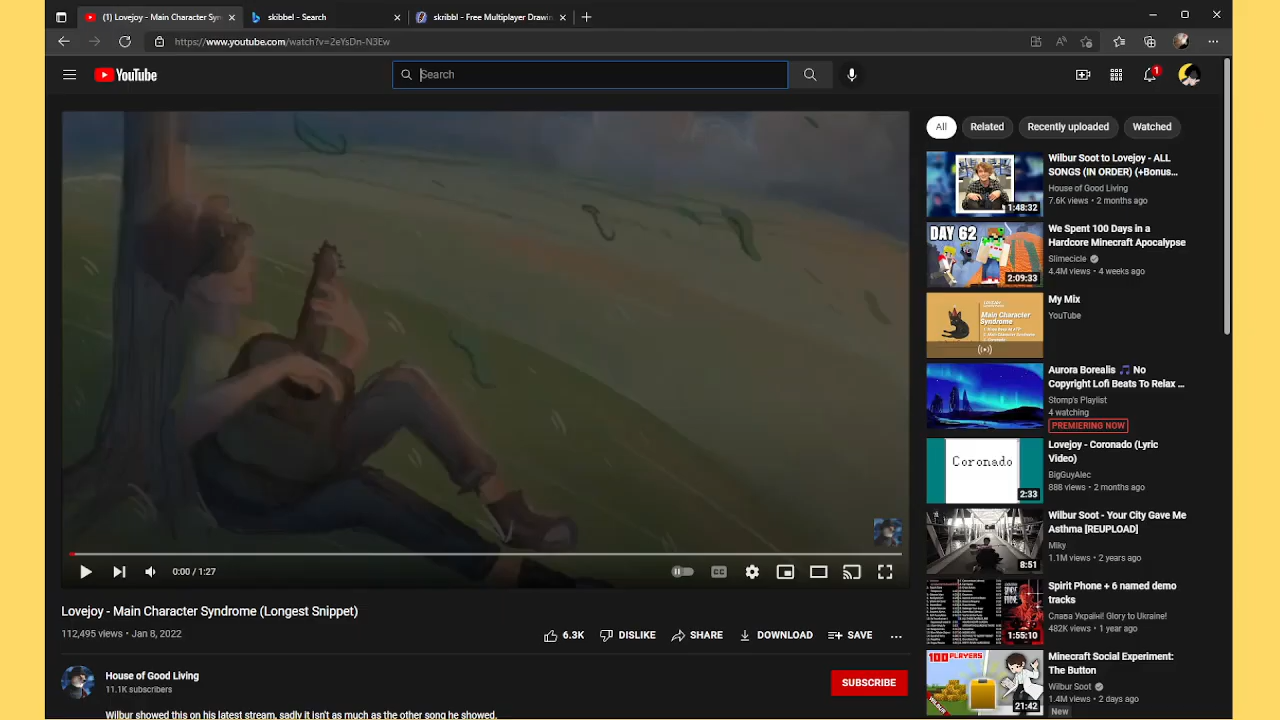 (1) Lovejoy - Main Character Syn
skibbel - Search
skribbl - Free Multiplayer Drawin
https://www.youtube.com/watch?v=2eYsDn-N3Ew
YouTube
Search
1
All
Related
Recently uploaded
Watched
Wilbur Soot to Lovejoy - ALL
SONGS (IN ORDER) (+Bonus...
House of Good Living
7.6K views • 2 months ago
1:48:32
DAY 62
We Spent 100 Days in a
Hardcore Minecraft Apocalypse
Slimecicle
4.4M views • 4 weeks ago
2:09:33
Main Character
Syndrome
My Mix
YouTube
Aurora Borealis 🎵 No
Copyright Lofi Beats To Relax ...
Stomp's Playlist
4 watching
PREMIERING NOW
Coronado
2:33
Lovejoy - Coronado (Lyric
Video)
BigGuyAlec
888 views • 2 months ago
Wilbur Soot - Your City Gave Me
Asthma [REUPLOAD]
Miky
1.1M views • 2 years ago
8:51
Spirit Phone + 6 named demo
tracks
Слава Україні! Glory to Ukraine!
482K views • 1 year ago
1:55:10
100 PLAYERS
21:42
Minecraft Social Experiment:
The Button
Wilbur Soot
1.4M views • 2 days ago
New
0:00 / 1:27
CC
Lovejoy - Main Character Syndrome (Longest Snippet)
112,495 views • Jan 8, 2022
6.3K
DISLIKE
SHARE
DOWNLOAD
SAVE
House of Good Living
11.1K subscribers
SUBSCRIBE
Wilbur showed this on his latest stream, sadly it isn't as much as the other song he showed.